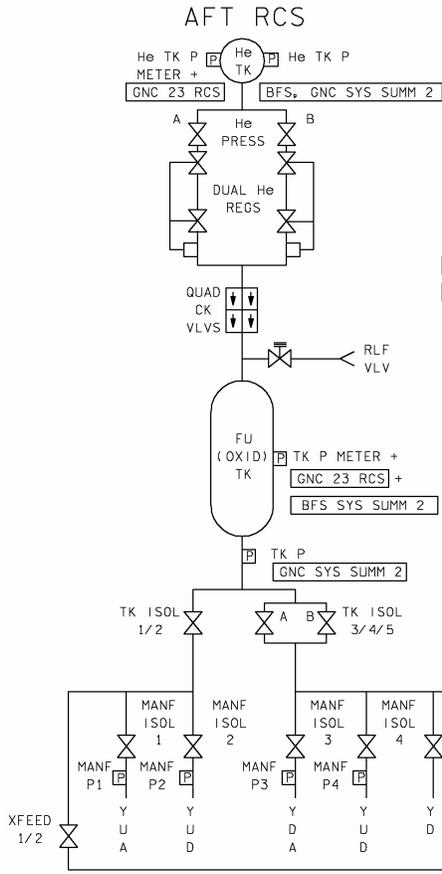 AFT RCS
He TK P
METER +
GNC 23 RCS
He
TK
P
P
He TK P
BFS, GNC SYS SUMM 2
A
He
PRESS
B
DUAL He
REGS
QUAD
CK
VLVS
RLF
VLV
FU
(OXID)
TK
P
TK P METER +
GNC 23 RCS +
BFS SYS SUMM 2
P
TK P
GNC SYS SUMM 2
TK ISOL
1/2
A
B
TK ISOL
3/4/5
MANF
ISOL
1
MANF
ISOL
2
MANF
ISOL
3
MANF
ISOL
4
MANF
P1
P
MANF
P2
P
MANF
P3
P
MANF
P4
P
XFEED
1/2
Y
U
A
Y
U
D
Y
D
A
Y
U
D
Y
D